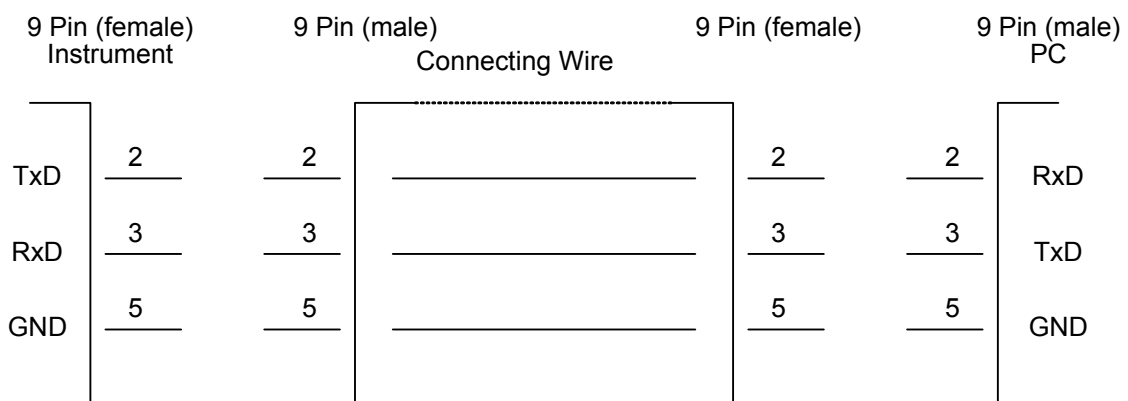 9 Pin (female)
Instrument
9 Pin (male)
Connecting Wire
9 Pin (female)
9 Pin (male)
PC
TxD 2 2 2 2 RxD
RxD 3 3 3 3 TxD
GND 5 5 5 5 GND